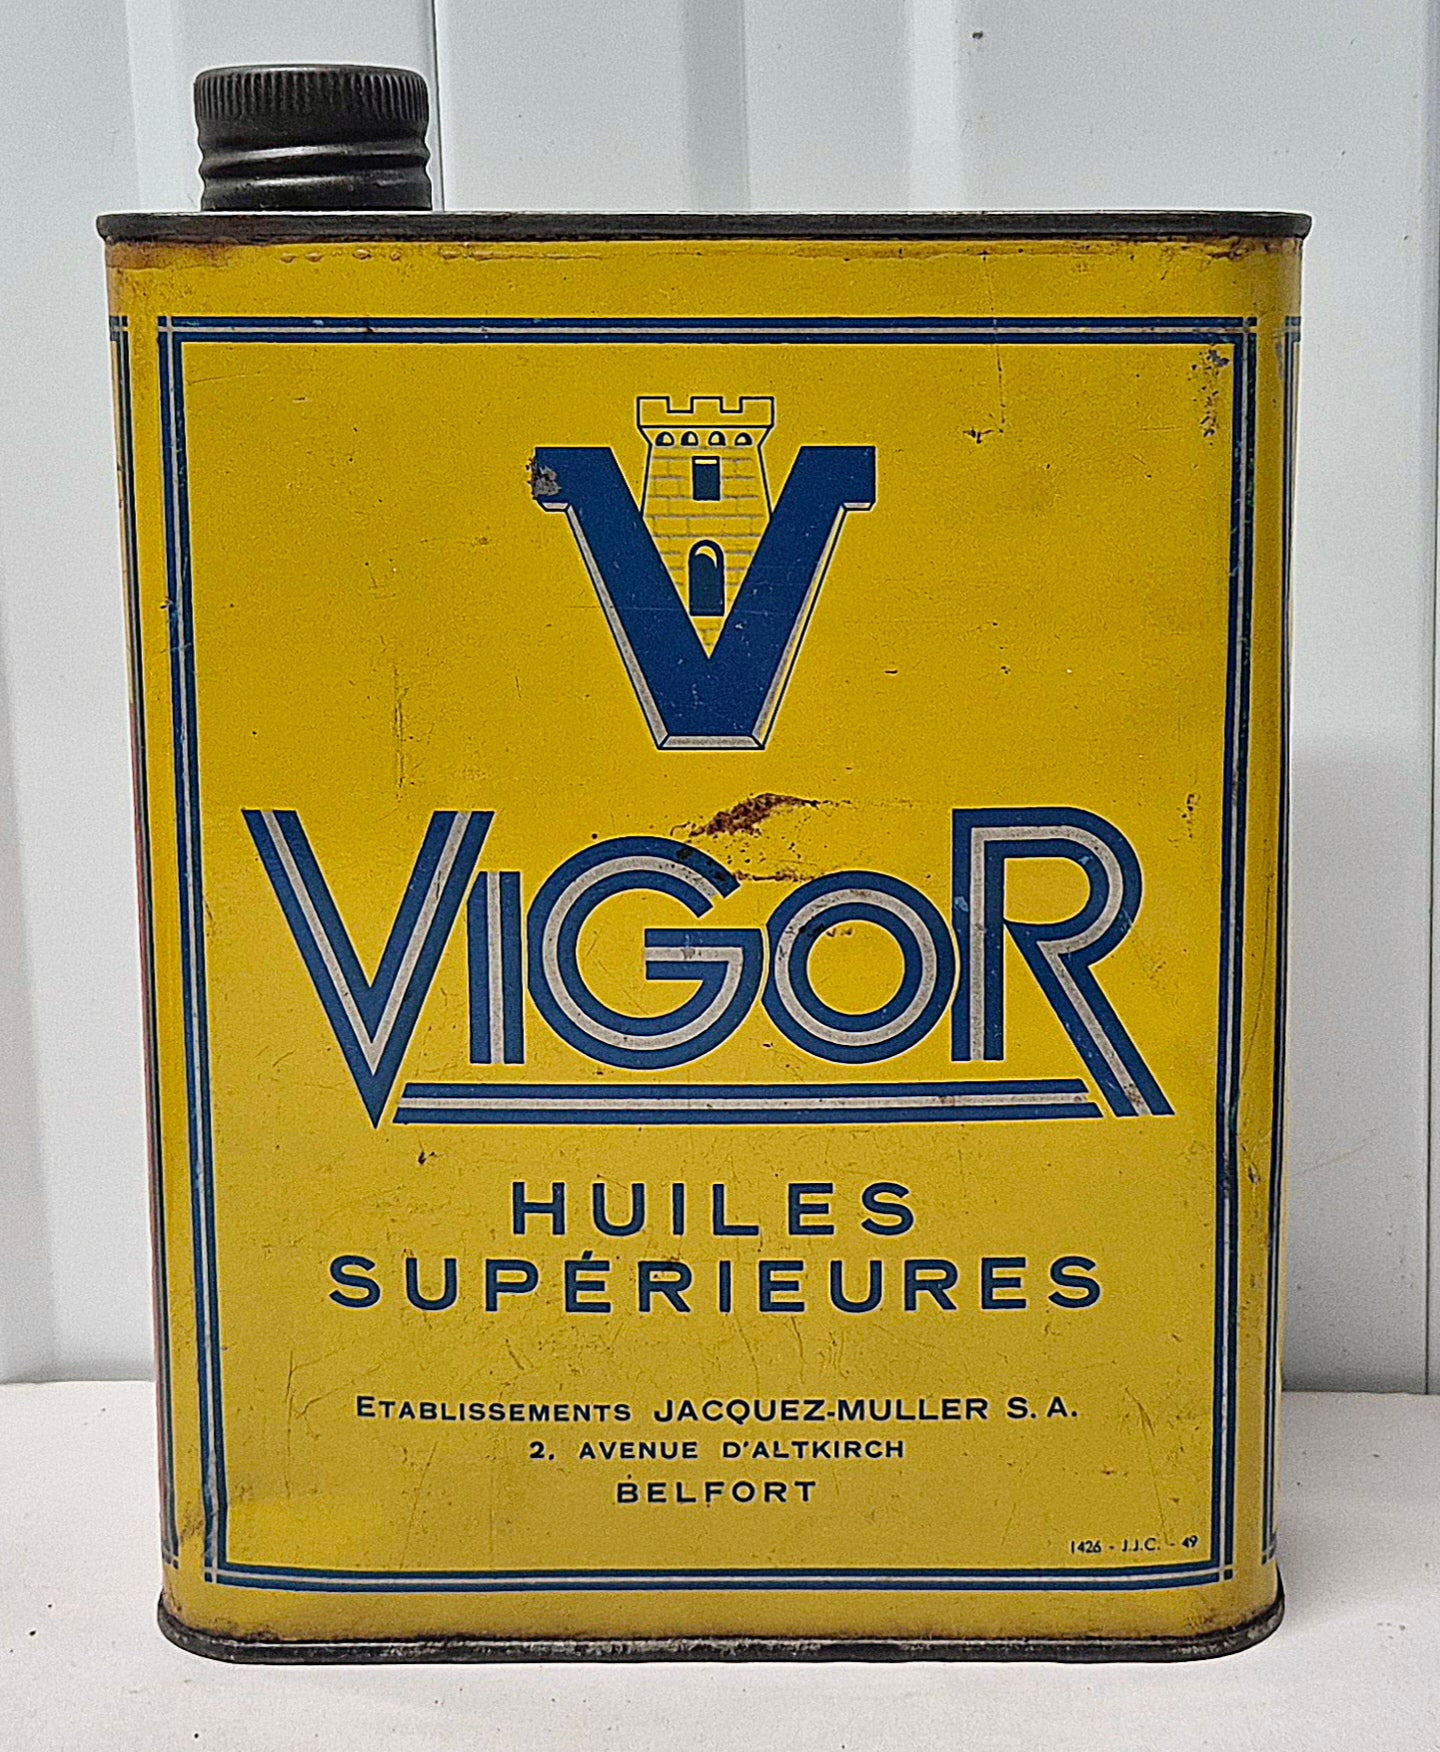 V
VIGOR
HUILES
SUPÉRIEURES
ETABLISSEMENTS JACQUEZ-MULLER S. A.
2, AVENUE D'ALTKIRCH
BELFORT
1426 - J.J.C. - 49